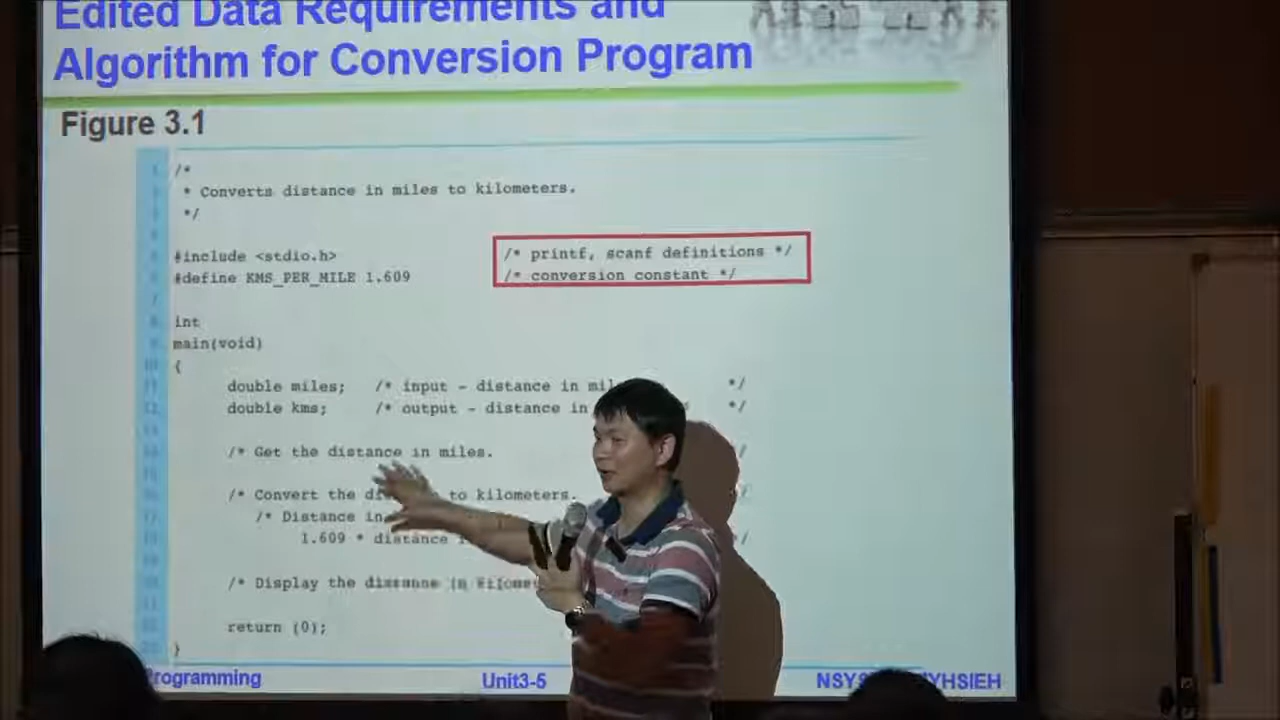 Edited Data Requirements and
Algorithm for Conversion Program
Figure 3.1
/*
* Converts distance in miles to kilometers.
*/
#include <stdio.h> /* printf, scanf definitions */
#define KMS_PER_MILE 1.609 /* conversion constant */
int
main(void)
{
double miles; /* input - distance in */
double kms; /* output - distance in */
/* Get the distance in miles.
/* Convert the to kilometers.
/* Distance in
1.609 * distance
/* Display the distance in
return (0);
}
Programming Unit3-5